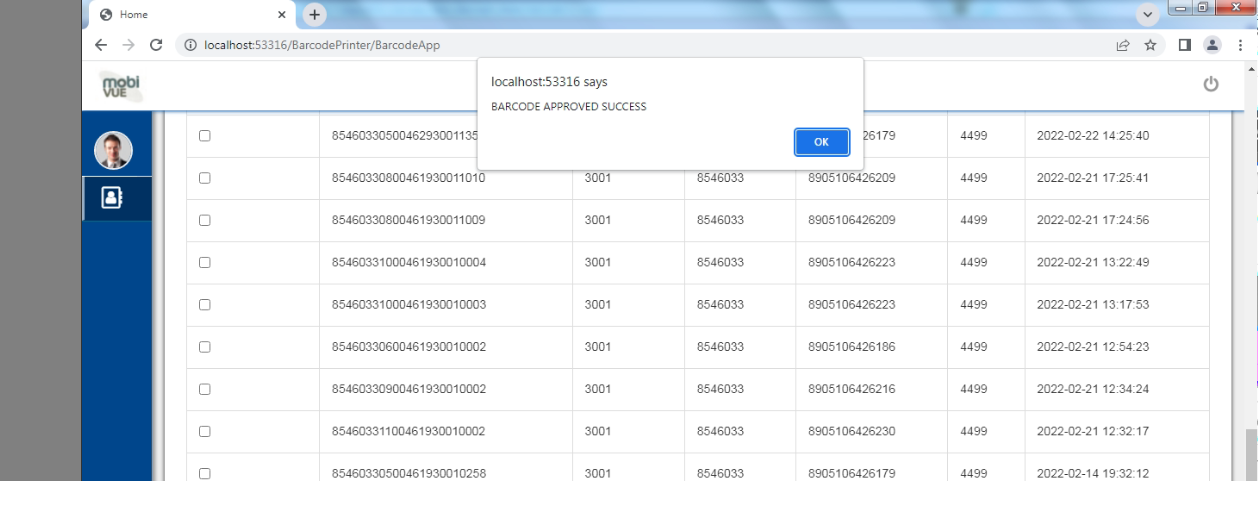 Home
localhost:53316/BarcodePrinter/BarcodeApp
mobi
VUE
localhost:53316 says
BARCODE APPROVED SUCCESS
OK
8546033050046293001135 26179 4499 2022-02-22 14:25:40
85460330800461930011010 3001 8546033 8905106426209 4499 2022-02-21 17:25:41
85460330800461930011009 3001 8546033 8905106426209 4499 2022-02-21 17:24:56
85460331000461930010004 3001 8546033 8905106426223 4499 2022-02-21 13:22:49
85460331000461930010003 3001 8546033 8905106426223 4499 2022-02-21 13:17:53
85460330600461930010002 3001 8546033 8905106426186 4499 2022-02-21 12:54:23
85460330900461930010002 3001 8546033 8905106426216 4499 2022-02-21 12:34:24
85460331100461930010002 3001 8546033 8905106426230 4499 2022-02-21 12:32:17
85460330500461930010258 3001 8546033 8905106426179 4499 2022-02-14 19:32:12